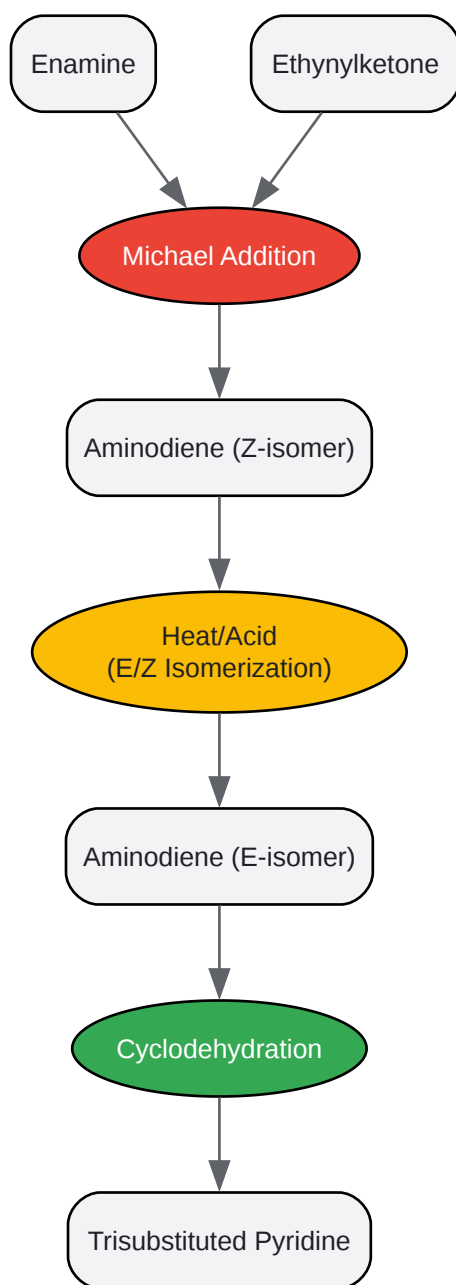 Enamine
Ethynylketone
Michael Addition
Aminodiene (Z-isomer)
Heat/Acid
(E/Z Isomerization)
Aminodiene (E-isomer)
Cyclodehydration
Trisubstituted Pyridine